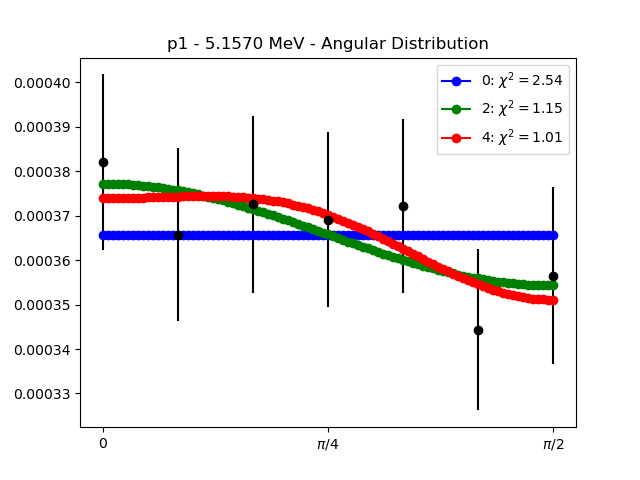 p1 - 5.1570 MeV - Angular Distribution
0.00040
0.00039
0.00038
0.00037
0.00036
0.00035
0.00034
0.00033
0: χ² = 2.54
2: χ² = 1.15
4: χ² = 1.01
0
π/4
π/2